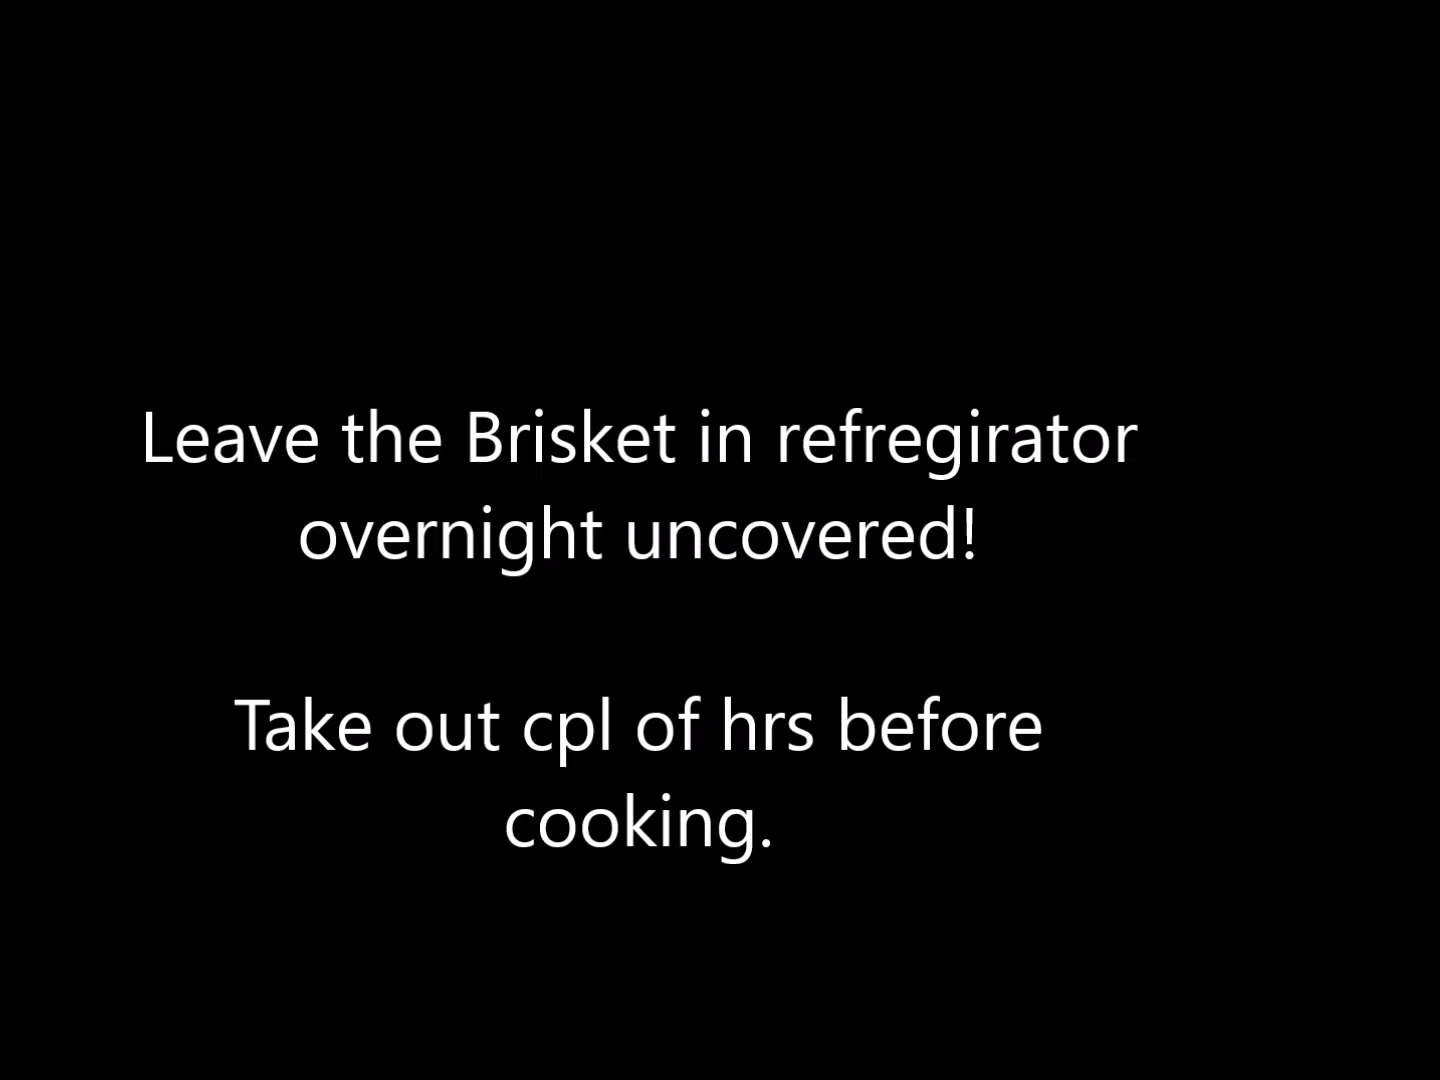 Leave the Brisket in refregirator
overnight uncovered!
Take out cpl of hrs before
cooking.